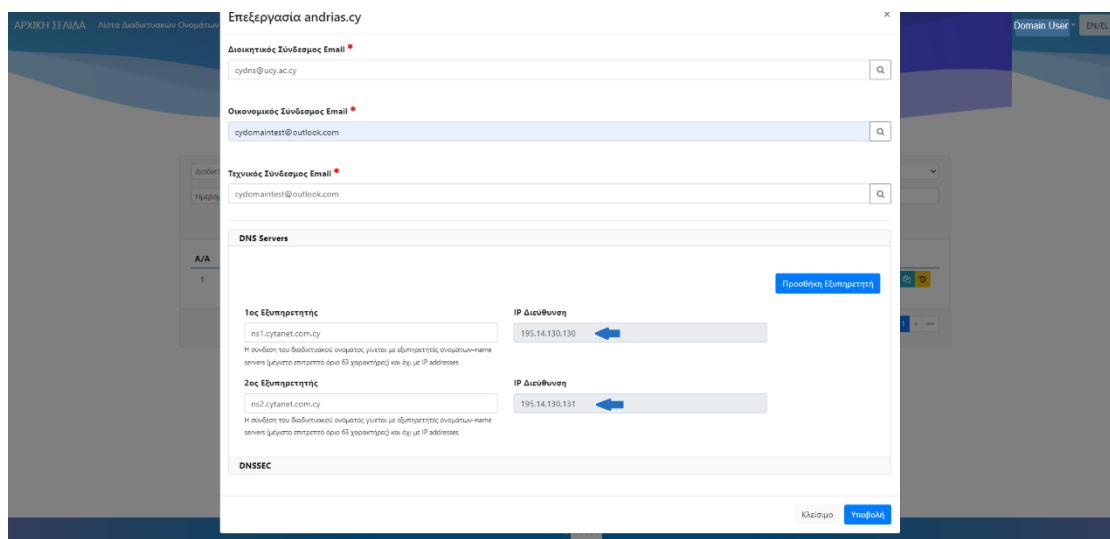 ΑΡΧΙΚΗ ΣΕΛΙΔΑ Λίστα Διαδικτυακών Ονομάτων
Domain User
EN/EL
Επεξεργασία andrias.cy
×
Διοικητικός Σύνδεσμος Email *
cydns@ucy.ac.cy
Οικονομικός Σύνδεσμος Email *
cydomaintest@outlook.com
Τεχνικός Σύνδεσμος Email *
cydomaintest@outlook.com
DNS Servers
Α/Α
1
Προσθήκη Εξυπηρετητή
1ος Εξυπηρετητής
IP Διεύθυνση
ns1.cytanet.com.cy
195.14.130.130
Η σύνδεση του διαδικτυακού ονόματος γίνεται με εξυπηρετητές ονομάτων-name
servers (μέγιστο επιτρεπτό όριο 63 χαρακτήρες) και όχι με IP addresses
2ος Εξυπηρετητής
IP Διεύθυνση
ns2.cytanet.com.cy
195.14.130.131
Η σύνδεση του διαδικτυακού ονόματος γίνεται με εξυπηρετητές ονομάτων-name
servers (μέγιστο επιτρεπτό όριο 63 χαρακτήρες) και όχι με IP addresses
1 » »»
DNSSEC
Κλείσιμο
Υποβολή